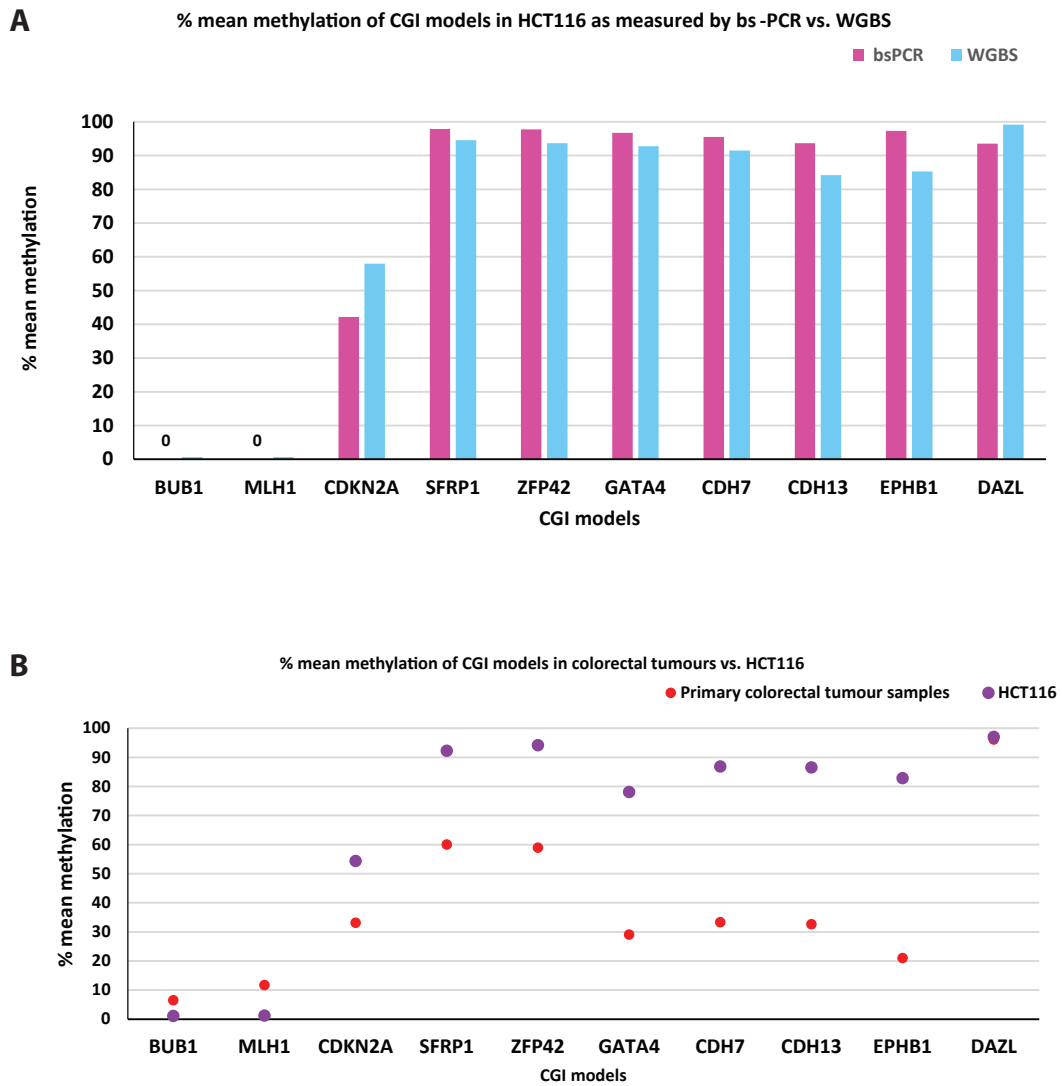 A
% mean methylation of CGI models in HCT116 as measured by bs -PCR vs. WGBS
bsPCR WGBS
100
90
80
70
60
50
40
30
20
10
0
% mean methylation
0 0
BUB1 MLH1 CDKN2A SFRP1 ZFP42 GATA4 CDH7 CDH13 EPHB1 DAZL
CGI models
B
% mean methylation of CGI models in colorectal tumours vs. HCT116
Primary colorectal tumour samples HCT116
100
90
80
70
60
50
40
30
20
10
0
% mean methylation
BUB1 MLH1 CDKN2A SFRP1 ZFP42 GATA4 CDH7 CDH13 EPHB1 DAZL
CGI models